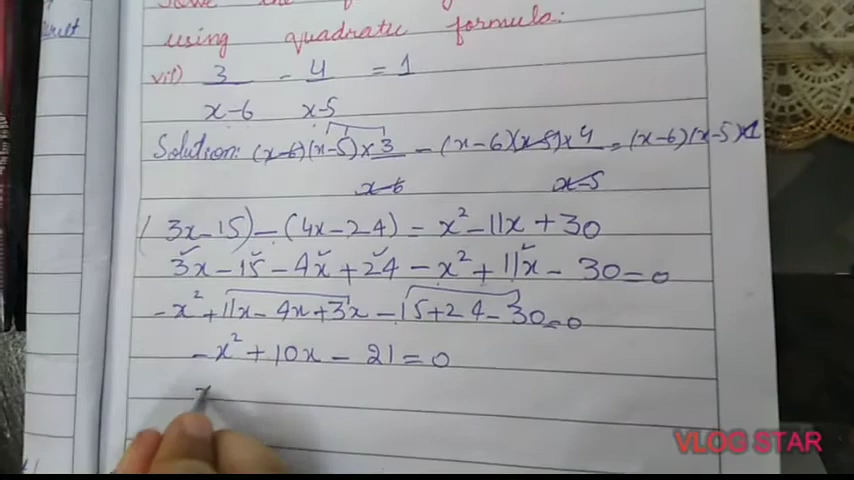 using quadratic formula:
vii) 3/x-6 - 4/x-5 = 1
Solution: (x-6)(x-5)×3/x-6 - (x-6)(x-5)×4/x-5 = (x-6)(x-5)×1
(3x-15)-(4x-24) = x²-11x+30
3x-15-4x+24-x²+11x-30=0
-x²+11x-4x+3x-15+24-30=0
-x²+10x-21=0
VLOG STAR